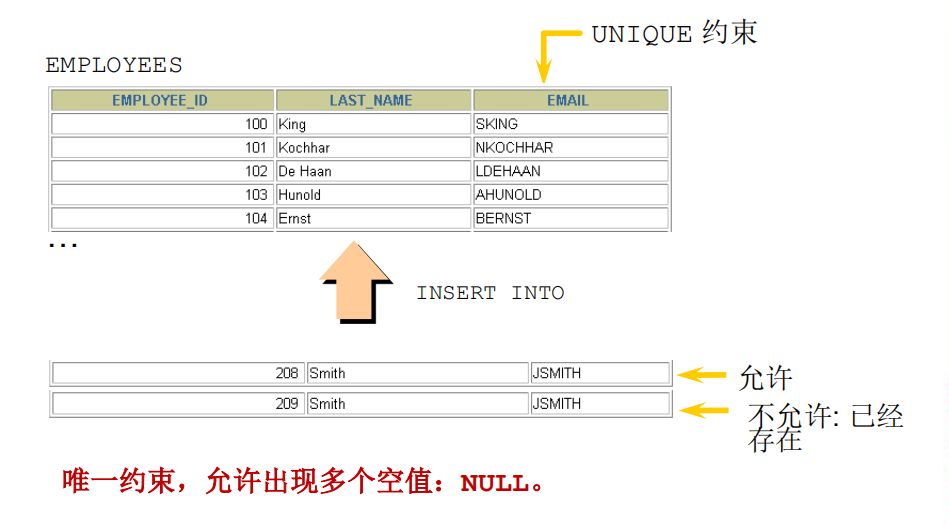 UNIQUE 约束
EMPLOYEES
EMPLOYEE_ID LAST_NAME EMAIL
100 King SKING
101 Kochhar NKOCHHAR
102 De Haan LDEHAAN
103 Hunold AHUNOLD
104 Ernst BERNST
...
INSERT INTO
208 Smith JSMITH
允许
209 Smith JSMITH
不允许: 已经
存在
唯一约束，允许出现多个空值：NULL。